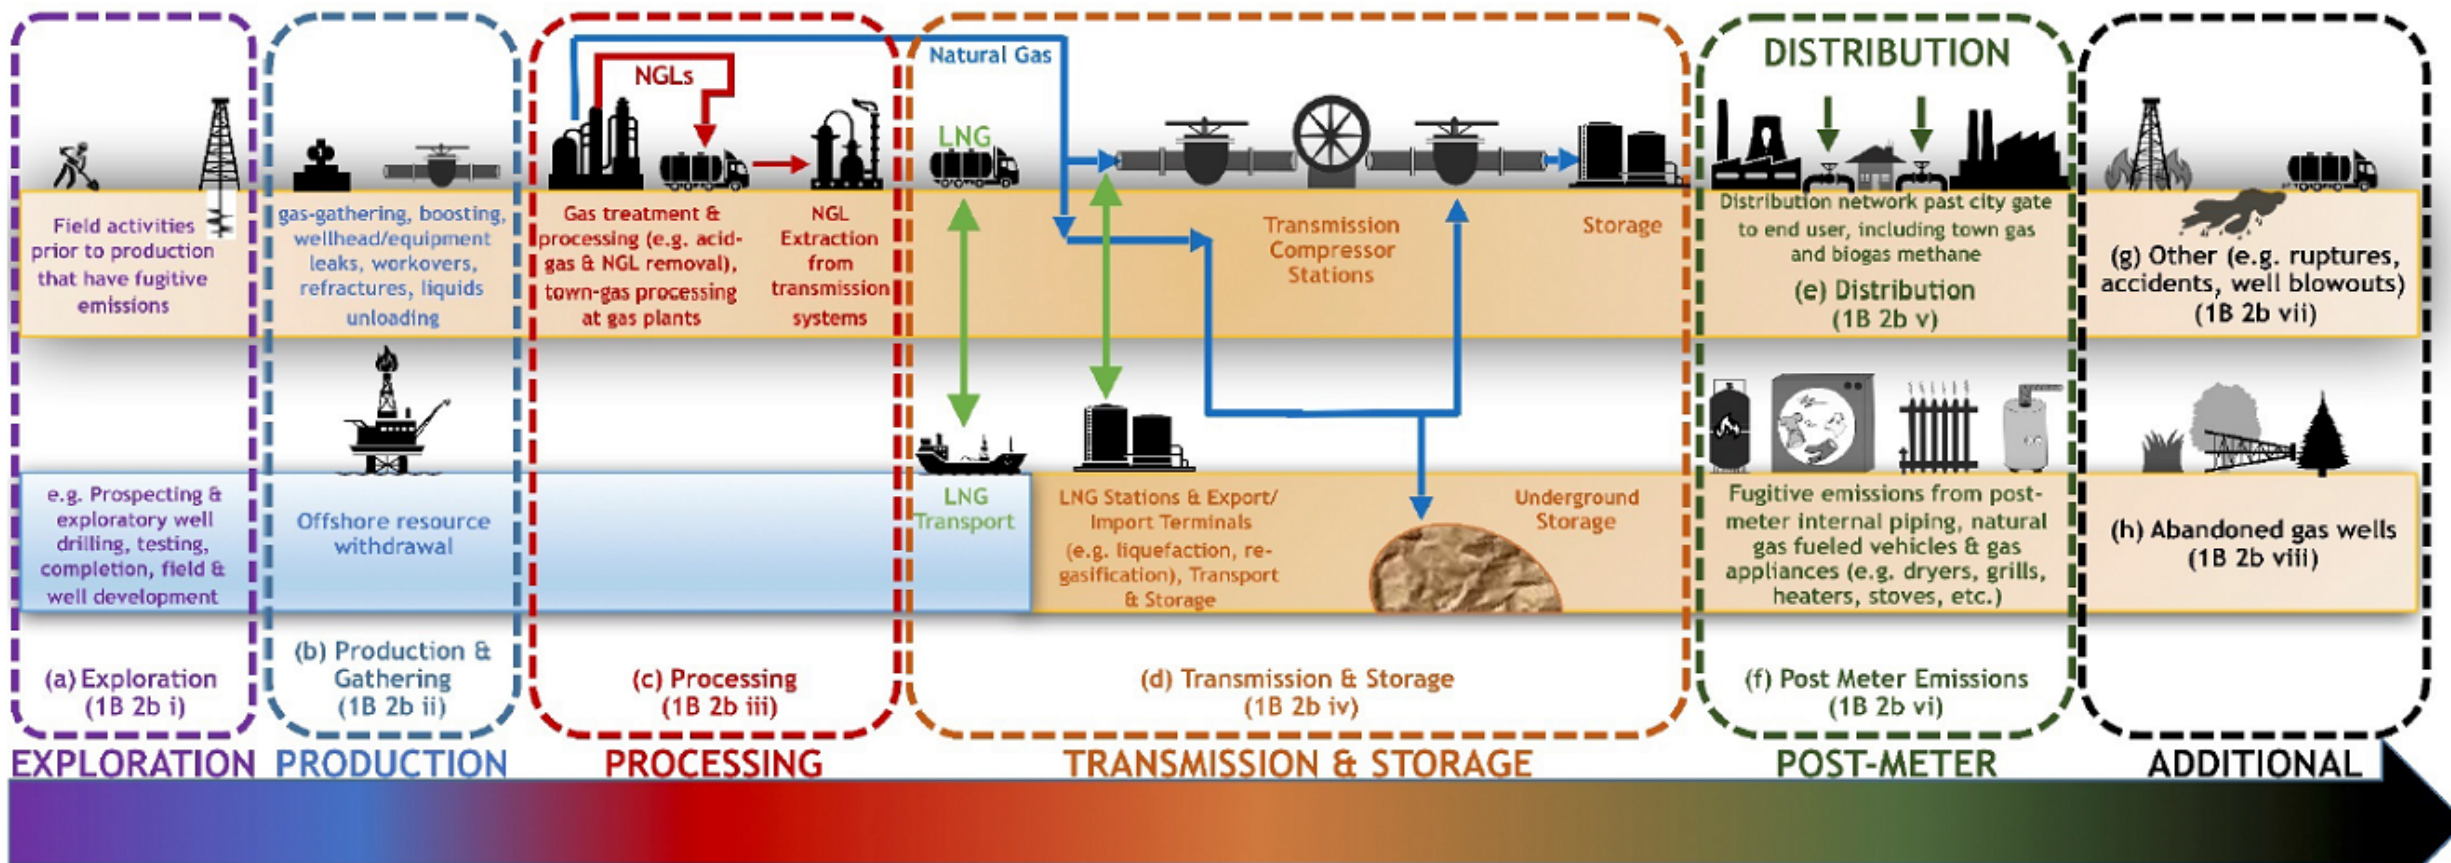 Field activities
prior to production
that have fugitive
emissions
e.g. Prospecting &
exploratory well
drilling, testing,
completion, field &
well development
(a) Exploration
(1B 2b i)
EXPLORATION
gas-gathering, boosting,
wellhead/equipment
leaks, workovers,
refractures, liquids
unloading
Offshore resource
withdrawal
(b) Production &
Gathering
(1B 2b ii)
PRODUCTION
NGLs
Gas treatment &
processing (e.g. acid-
gas & NGL removal),
town-gas processing
at gas plants
NGL
Extraction
from
transmission
systems
(c) Processing
(1B 2b iii)
PROCESSING
Natural Gas
LNG
Transmission
Compressor
Stations
Storage
LNG
Transport
LNG Stations & Export/
Import Terminals
(e.g. liquefaction, re-
gasification), Transport
& Storage
Underground
Storage
(d) Transmission & Storage
(1B 2b iv)
TRANSMISSION & STORAGE
DISTRIBUTION
Distribution network past city gate
to end user, including town gas
and biogas methane
(e) Distribution
(1B 2b v)
Fugitive emissions from post-
meter internal piping, natural
gas fueled vehicles & gas
appliances (e.g. dryers, grills,
heaters, stoves, etc.)
(f) Post Meter Emissions
(1B 2b vi)
POST-METER
(g) Other (e.g. ruptures,
accidents, well blowouts)
(1B 2b vii)
(h) Abandoned gas wells
(1B 2b viii)
ADDITIONAL